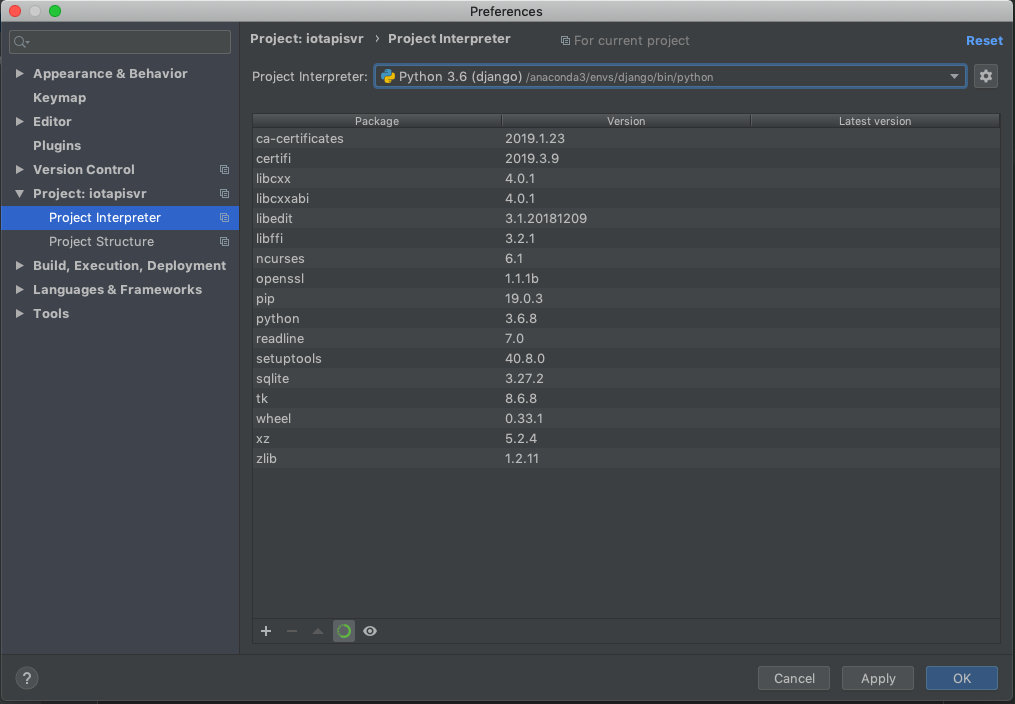 Preferences
Project: iotapisvr › Project Interpreter For current project Reset
Appearance & Behavior
Keymap
Editor
Plugins
Version Control
Project: iotapisvr
Project Interpreter
Project Structure
Build, Execution, Deployment
Languages & Frameworks
Tools
Project Interpreter: Python 3.6 (django) /anaconda3/envs/django/bin/python
Package Version Latest version
ca-certificates 2019.1.23
certifi 2019.3.9
libcxx 4.0.1
libcxxabi 4.0.1
libedit 3.1.20181209
libffi 3.2.1
ncurses 6.1
openssl 1.1.1b
pip 19.0.3
python 3.6.8
readline 7.0
setuptools 40.8.0
sqlite 3.27.2
tk 8.6.8
wheel 0.33.1
xz 5.2.4
zlib 1.2.11
? Cancel Apply OK